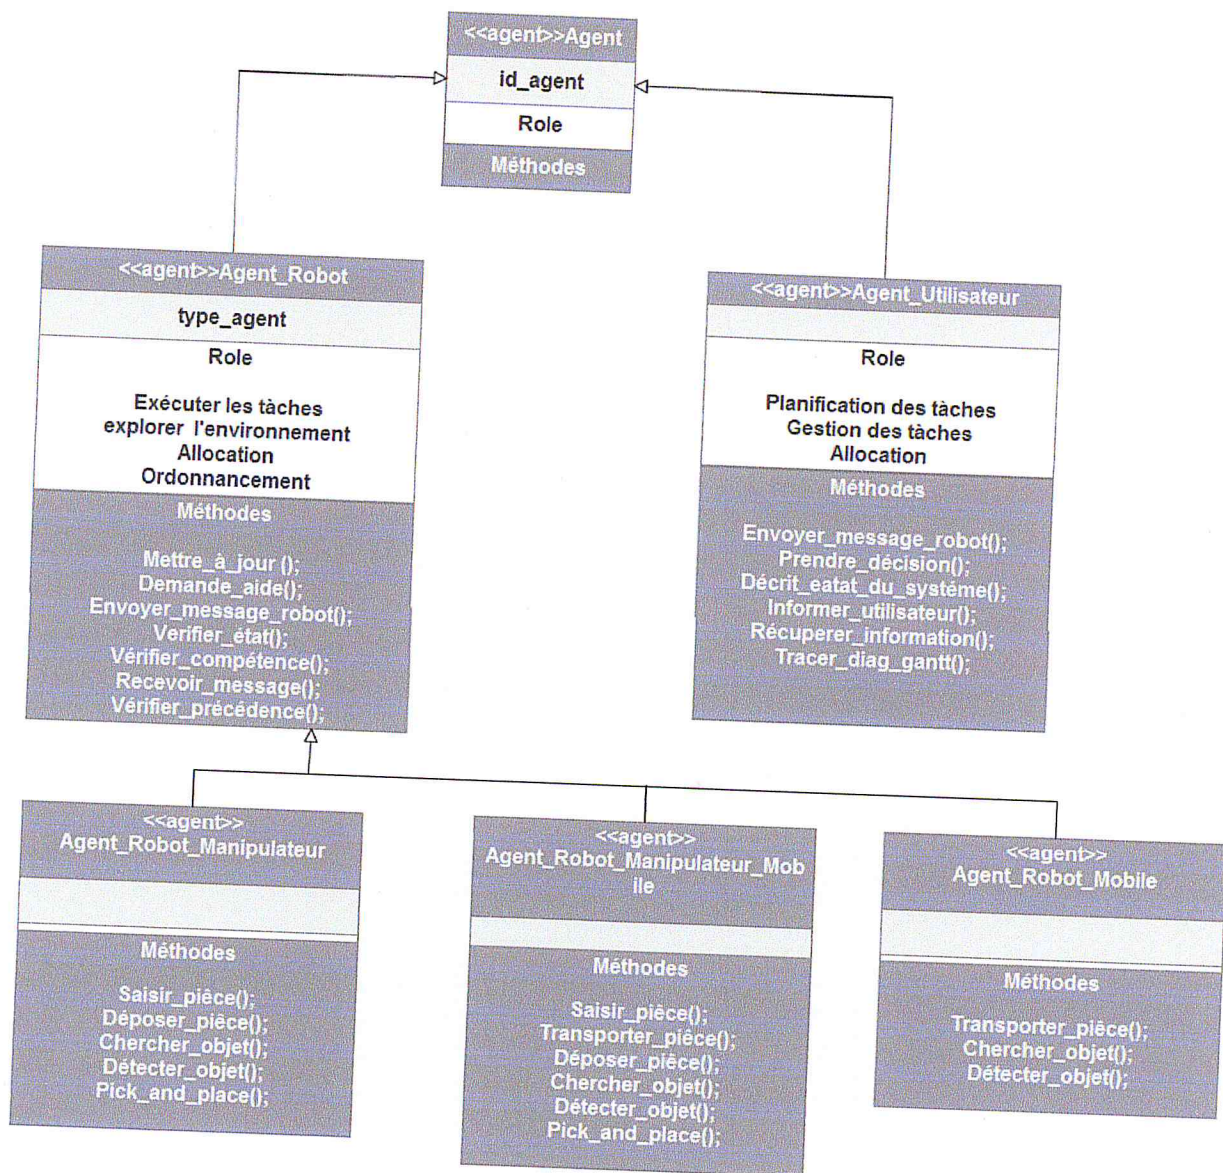 <<agent>>Agent
id_agent
Role
Méthodes
<<agent>>Agent_Robot
type_agent
Role
Exécuter les tàches
explorer l'environnement
Allocation
Ordonnancement
Méthodes
Mettre_à_jour ();
Demande_aide();
Envoyer_message_robot();
Verifier_état();
Vérifier_compétence();
Recevoir_message();
Vérifier_précédence();
<<agent>>Agent_Utilisateur
Role
Planification des tàches
Gestion des tàches
Allocation
Méthodes
Envoyer_message_robot();
Prendre_décision();
Décrit_eatat_du_systéme();
Informer_utilisateur();
Récuperer_information();
Tracer_diag_gantt();
<<agent>>
Agent_Robot_Manipulateur
Méthodes
Saisir_pièce();
Déposer_pièce();
Chercher_objet();
Détecter_objet();
Pick_and_place();
<<agent>>
Agent_Robot_Manipulateur_Mob
ile
Méthodes
Saisir_pièce();
Transporter_pièce();
Déposer_pièce();
Chercher_objet();
Détecter_objet();
Pick_and_place();
<<agent>>
Agent_Robot_Mobile
Méthodes
Transporter_pièce();
Chercher_objet();
Détecter_objet();